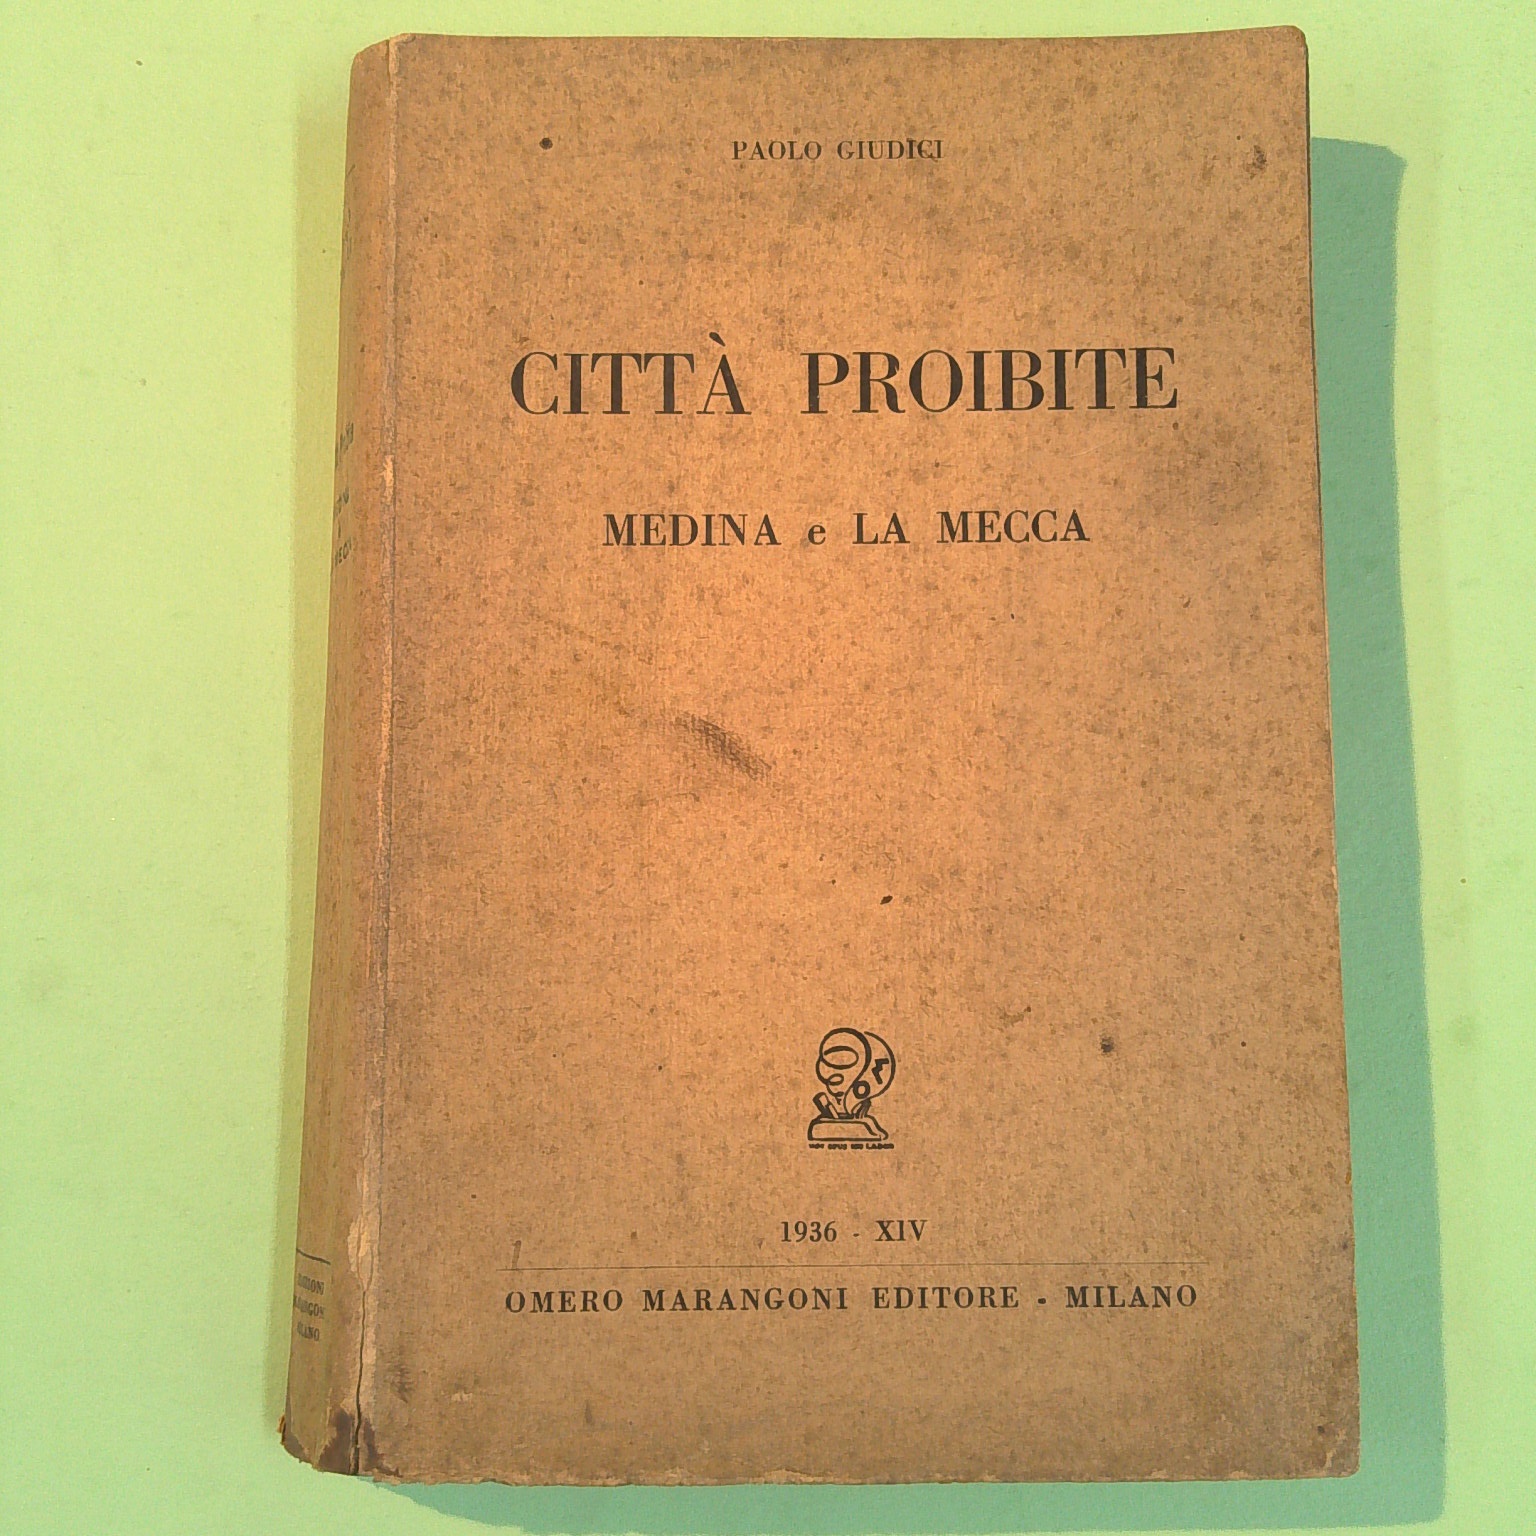 PAOLO GIUDICI
CITTÀ PROIBITE
MEDINA e LA MECCA
1936 - XIV
OMERO MARANGONI EDITORE - MILANO